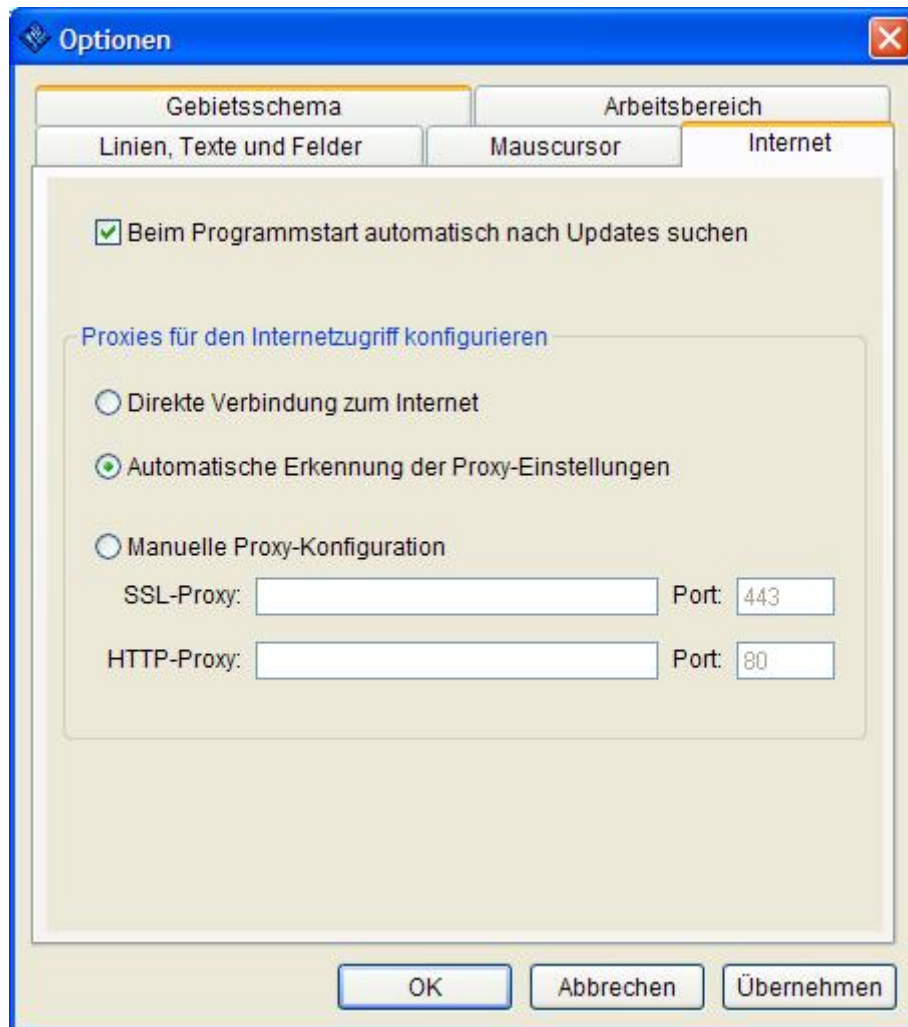 Optionen
Gebietsschema Arbeitsbereich
Linien, Texte und Felder Mauscursor Internet
Beim Programmstart automatisch nach Updates suchen
Proxies für den Internetzugriff konfigurieren
Direkte Verbindung zum Internet
Automatische Erkennung der Proxy-Einstellungen
Manuelle Proxy-Konfiguration
SSL-Proxy: Port: 443
HTTP-Proxy: Port: 80
OK Abbrechen Übernehmen